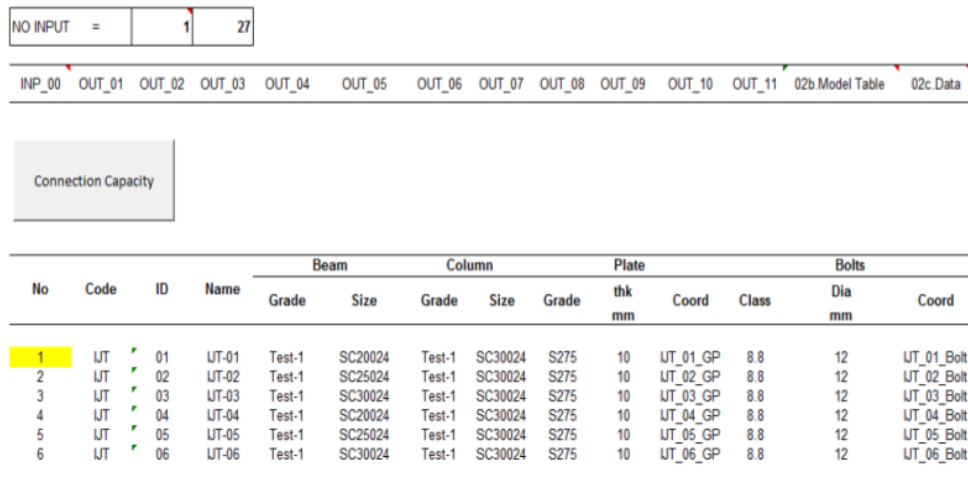 NO INPUT = 1 27
INP_00 OUT_01 OUT_02 OUT_03 OUT_04 OUT_05 OUT_06 OUT_07 OUT_08 OUT_09 OUT_10 OUT_11 02b.Model Table 02c.Data
Connection Capacity
Beam Column Plate Bolts
No Code ID Name Grade Size Grade Size Grade thk mm Coord Class Dia mm Coord
1 IJT 01 IJT-01 Test-1 SC20024 Test-1 SC30024 S275 10 IJT_01_GP 8.8 12 IJT_01_Bolt
2 IJT 02 IJT-02 Test-1 SC25024 Test-1 SC30024 S275 10 IJT_02_GP 8.8 12 IJT_02_Bolt
3 IJT 03 IJT-03 Test-1 SC30024 Test-1 SC30024 S275 10 IJT_03_GP 8.8 12 IJT_03_Bolt
4 IJT 04 IJT-04 Test-1 SC20024 Test-1 SC30024 S275 10 IJT_04_GP 8.8 12 IJT_04_Bolt
5 IJT 05 IJT-05 Test-1 SC25024 Test-1 SC30024 S275 10 IJT_05_GP 8.8 12 IJT_05_Bolt
6 IJT 06 IJT-06 Test-1 SC30024 Test-1 SC30024 S275 10 IJT_06_GP 8.8 12 IJT_06_Bolt